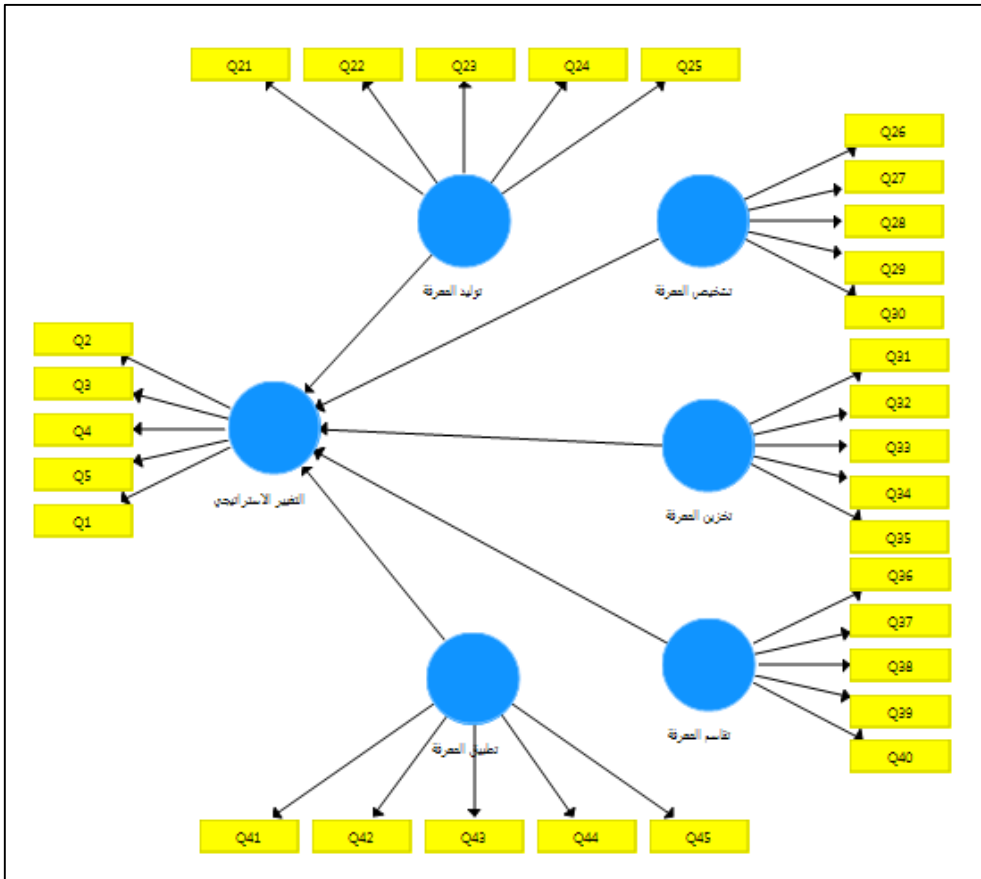 Q21
Q22
Q23
Q24
Q25
توليد المعرفة
تشخيص المعرفة
Q26
Q27
Q28
Q29
Q30
Q2
Q3
Q4
Q5
Q1
التغيير الاستراتيجي
تخزين المعرفة
Q31
Q32
Q33
Q34
Q35
تقاسم المعرفة
Q36
Q37
Q38
Q39
Q40
تطبيق المعرفة
Q41
Q42
Q43
Q44
Q45